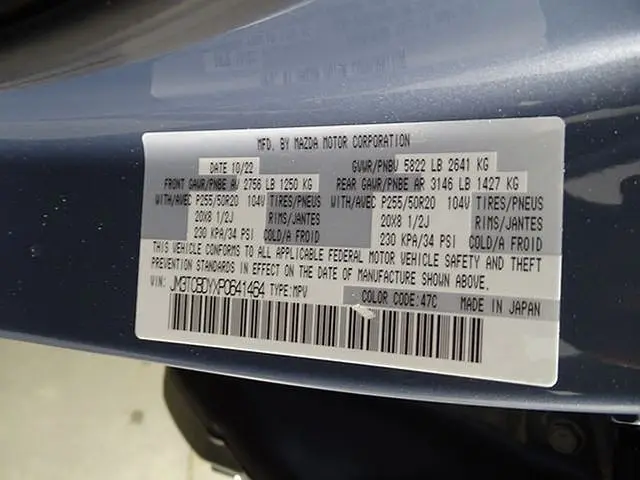 MFD. BY MAZDA MOTOR CORPORATION
DATE 10/22 GVWR/PNBV 5822 LB 2641 KG
FRONT GAWR/PNBE AV 2756 LB 1250 KG REAR GAWR/PNBE AR 3146 LB 1427 KG
WITH/AVEC P255/50R20 104V TIRES/PNEUS WITH/AVEC P255/50R20 104V TIRES/PNEUS
20X8 1/2J RIMS/JANTES 20X8 1/2J RIMS/JANTES
230 KPA/34 PSI COLD/A FROID 230 KPA/34 PSI COLD/A FROID
THIS VEHICLE CONFORMS TO ALL APPLICABLE FEDERAL MOTOR VEHICLE SAFETY AND THEFT
PREVENTION STANDARDS IN EFFECT ON THE DATE OF MANUFACTURE SHOWN ABOVE.
VIN: JM3TCBDYXP0641464 TYPE:MPV COLOR CODE:47C MADE IN JAPAN